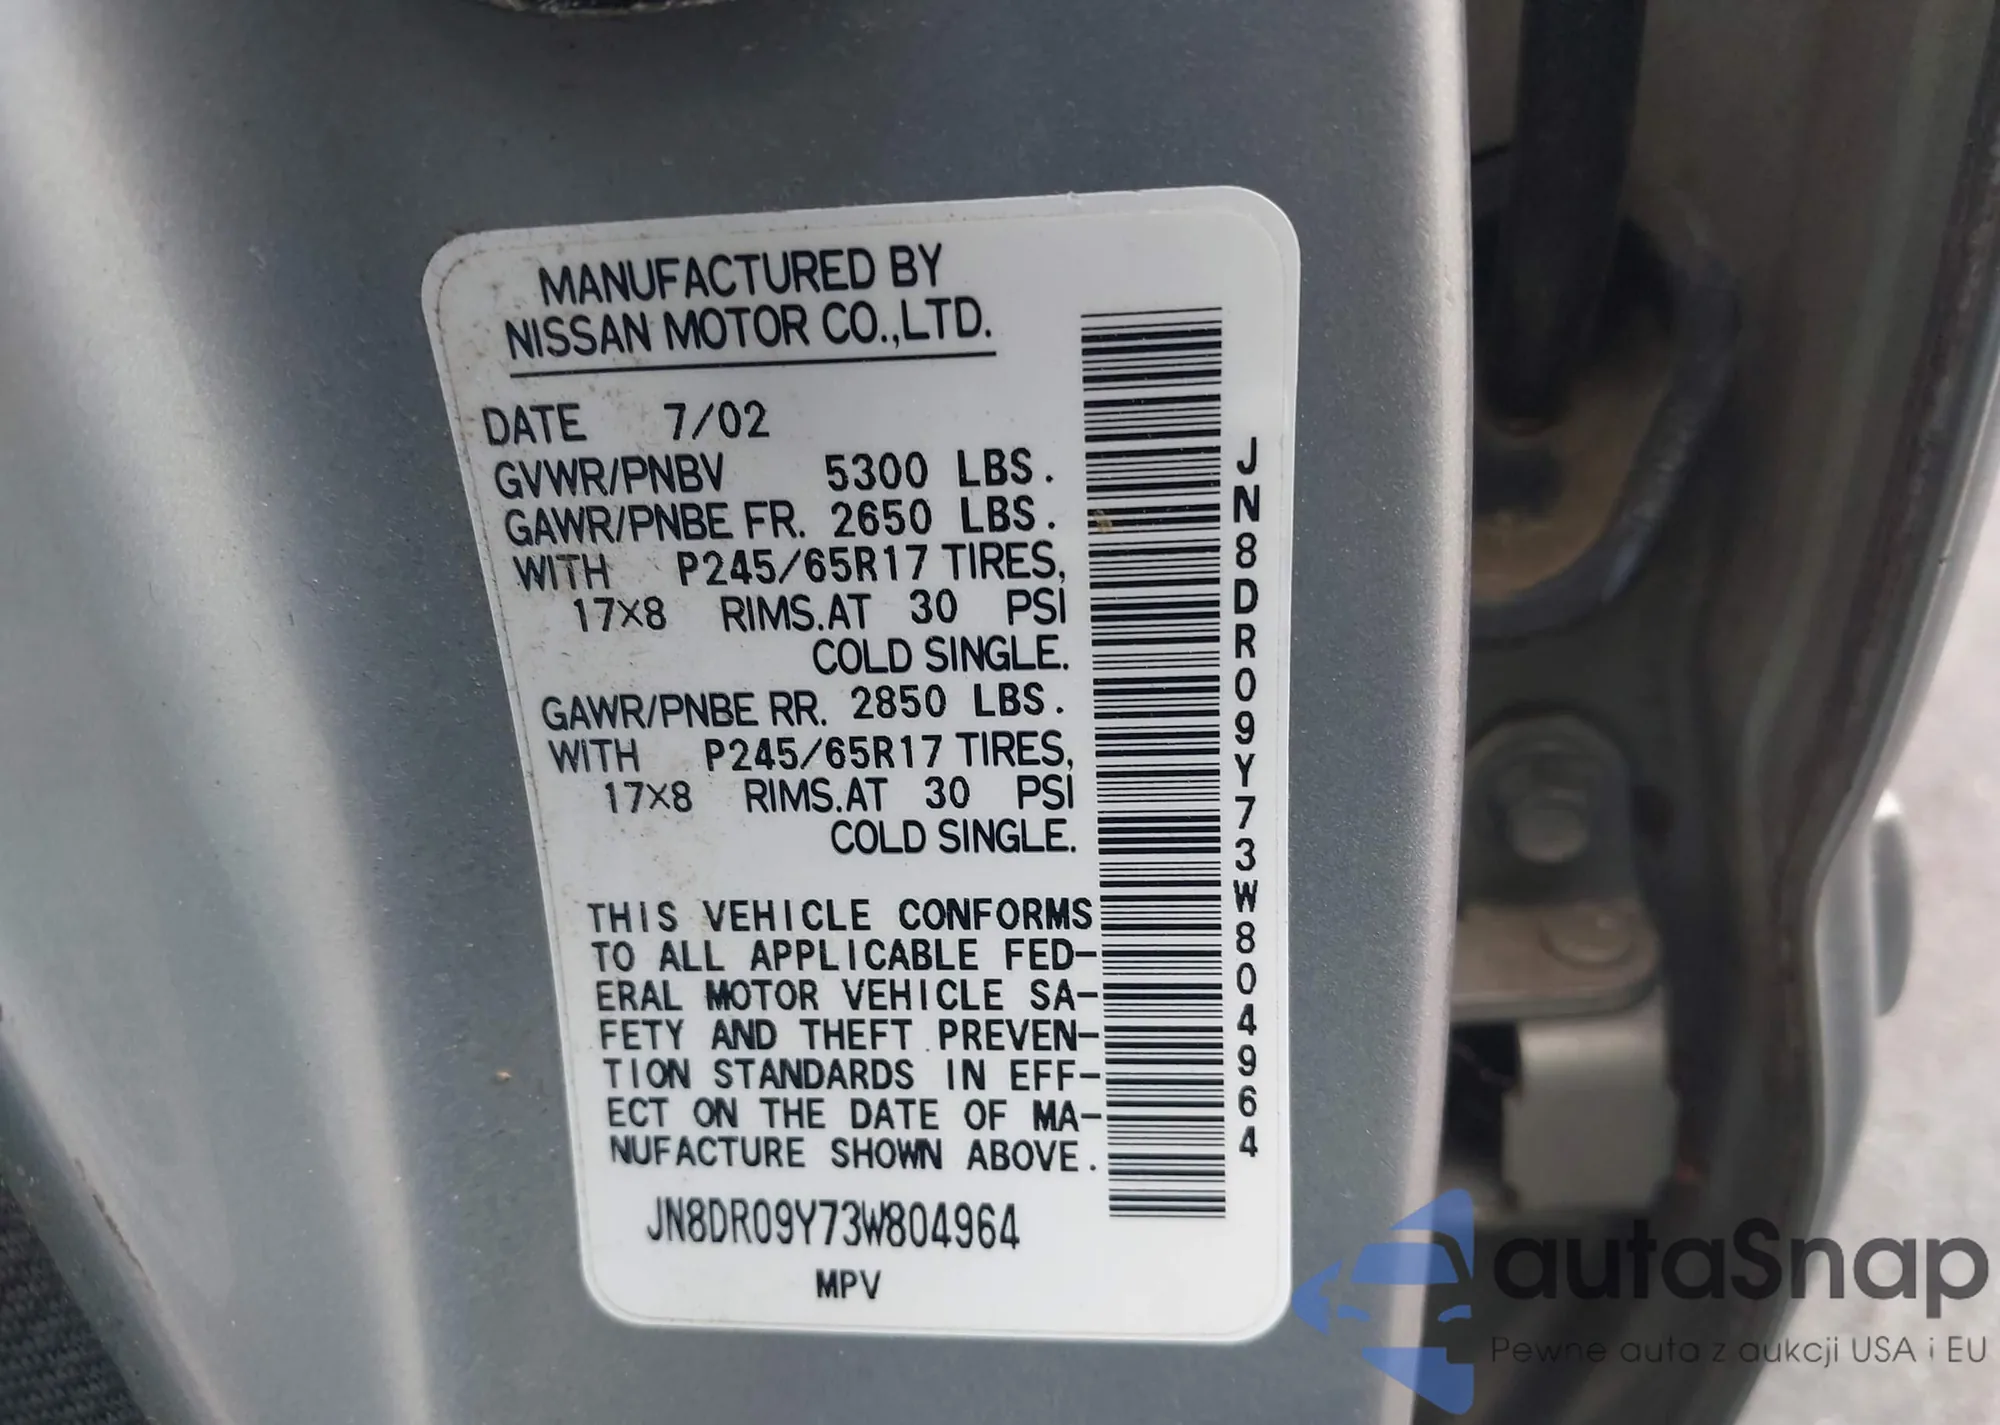 MANUFACTURED BY
NISSAN MOTOR CO.,LTD.
DATE 7/02
GVWR/PNBV 5300 LBS.
GAWR/PNBE FR. 2650 LBS.
WITH P245/65R17 TIRES,
17×8 RIMS.AT 30 PSI
COLD SINGLE.
GAWR/PNBE RR. 2850 LBS.
WITH P245/65R17 TIRES,
17×8 RIMS.AT 30 PSI
COLD SINGLE.
THIS VEHICLE CONFORMS
TO ALL APPLICABLE FED-
ERAL MOTOR VEHICLE SA-
FETY AND THEFT PREVEN-
TION STANDARDS IN EFF-
ECT ON THE DATE OF MA-
NUFACTURE SHOWN ABOVE.
JN8DR09Y73W804964
MPV
JN8DR09Y73W804964
autaSnap
Pewne auta z aukcji USA i EU